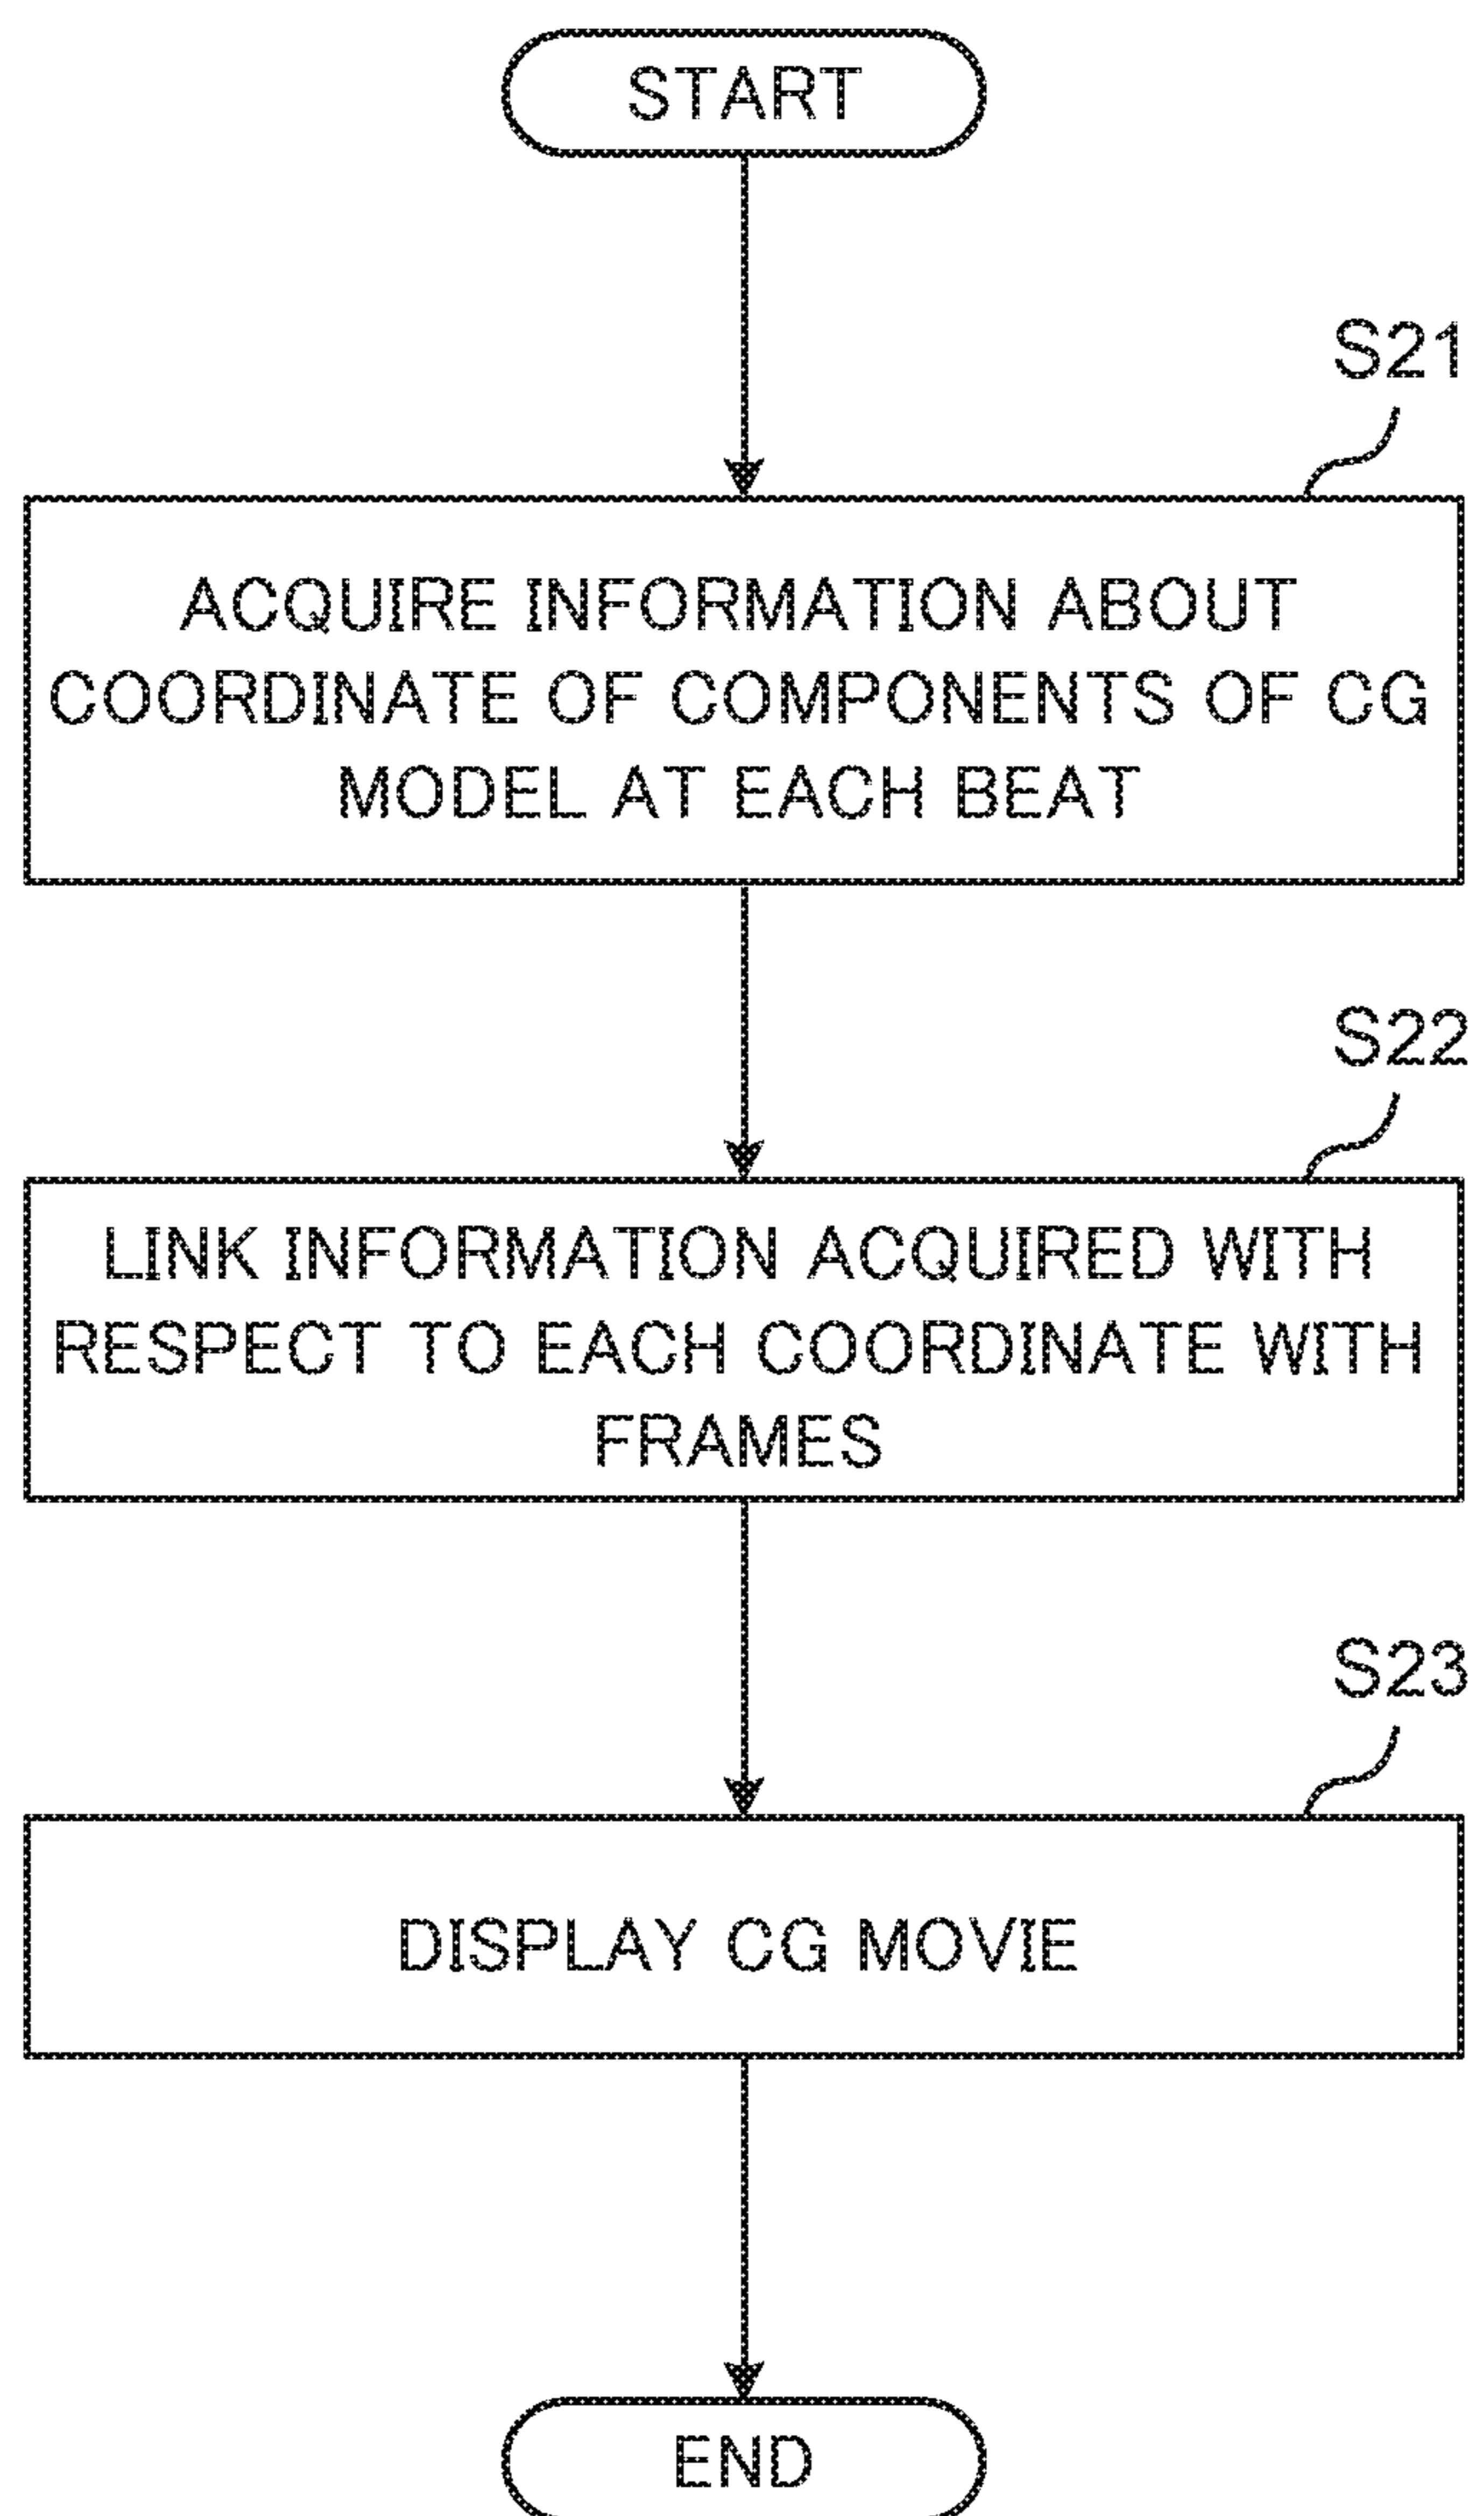 START
S21
ACQUIRE INFORMATION ABOUT
COORDINATE OF COMPONENTS OF CG
MODEL AT EACH BEAT
S22
LINK INFORMATION ACQUIRED WITH
RESPECT TO EACH COORDINATE WITH
FRAMES
S23
DISPLAY CG MOVIE
END